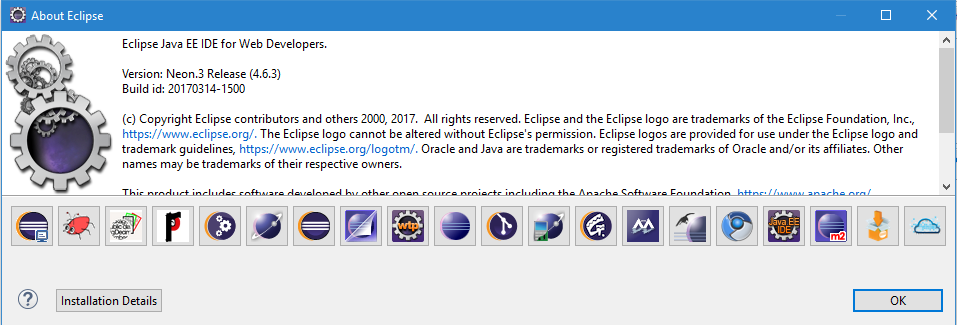 About Eclipse
Eclipse Java EE IDE for Web Developers.
Version: Neon.3 Release (4.6.3)
Build id: 20170314-1500
(c) Copyright Eclipse contributors and others 2000, 2017.  All rights reserved. Eclipse and the Eclipse logo are trademarks of the Eclipse Foundation, Inc.,
https://www.eclipse.org/. The Eclipse logo cannot be altered without Eclipse's permission. Eclipse logos are provided for use under the Eclipse logo and
trademark guidelines, https://www.eclipse.org/logotm/. Oracle and Java are trademarks or registered trademarks of Oracle and/or its affiliates. Other
names may be trademarks of their respective owners.
This product includes software developed by other open source projects including the Apache Software Foundation, https://www.apache.org/
wtp
Java EE
IDE
m2
?
Installation Details
OK